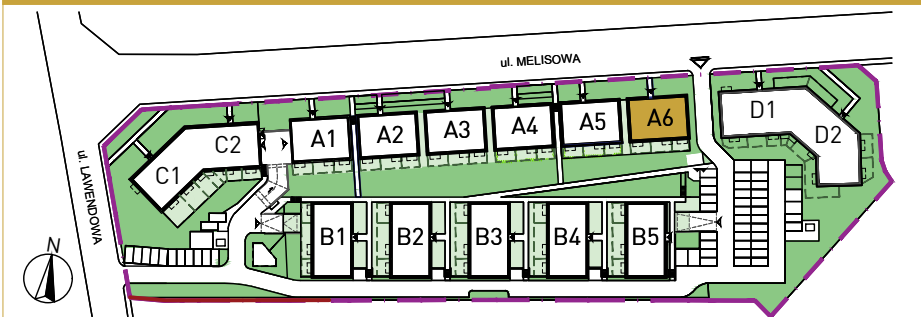 ul. MELISOWA
ul. LAWENDOWA
C1
C2
A1
A2
A3
A4
A5
A6
D1
D2
B1
B2
B3
B4
B5
N